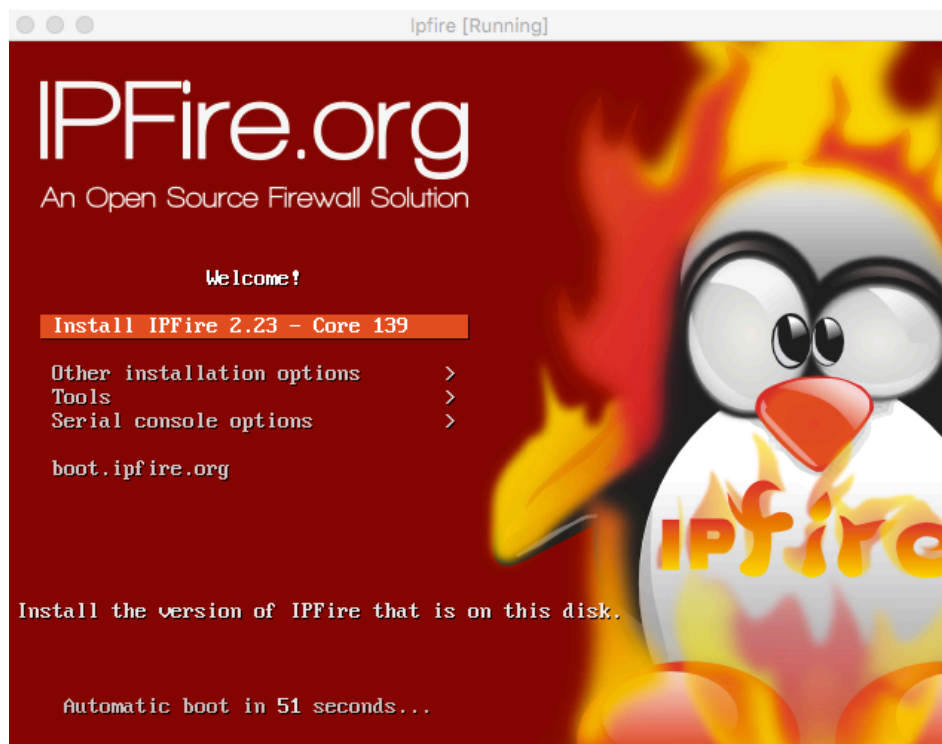 Ipfire [Running]
IPFire.org
An Open Source Firewall Solution
Welcome!
Install IPFire 2.23 - Core 139
Other installation options >
Tools >
Serial console options >
boot.ipfire.org
IPfire
Install the version of IPFire that is on this disk.
Automatic boot in 51 seconds...